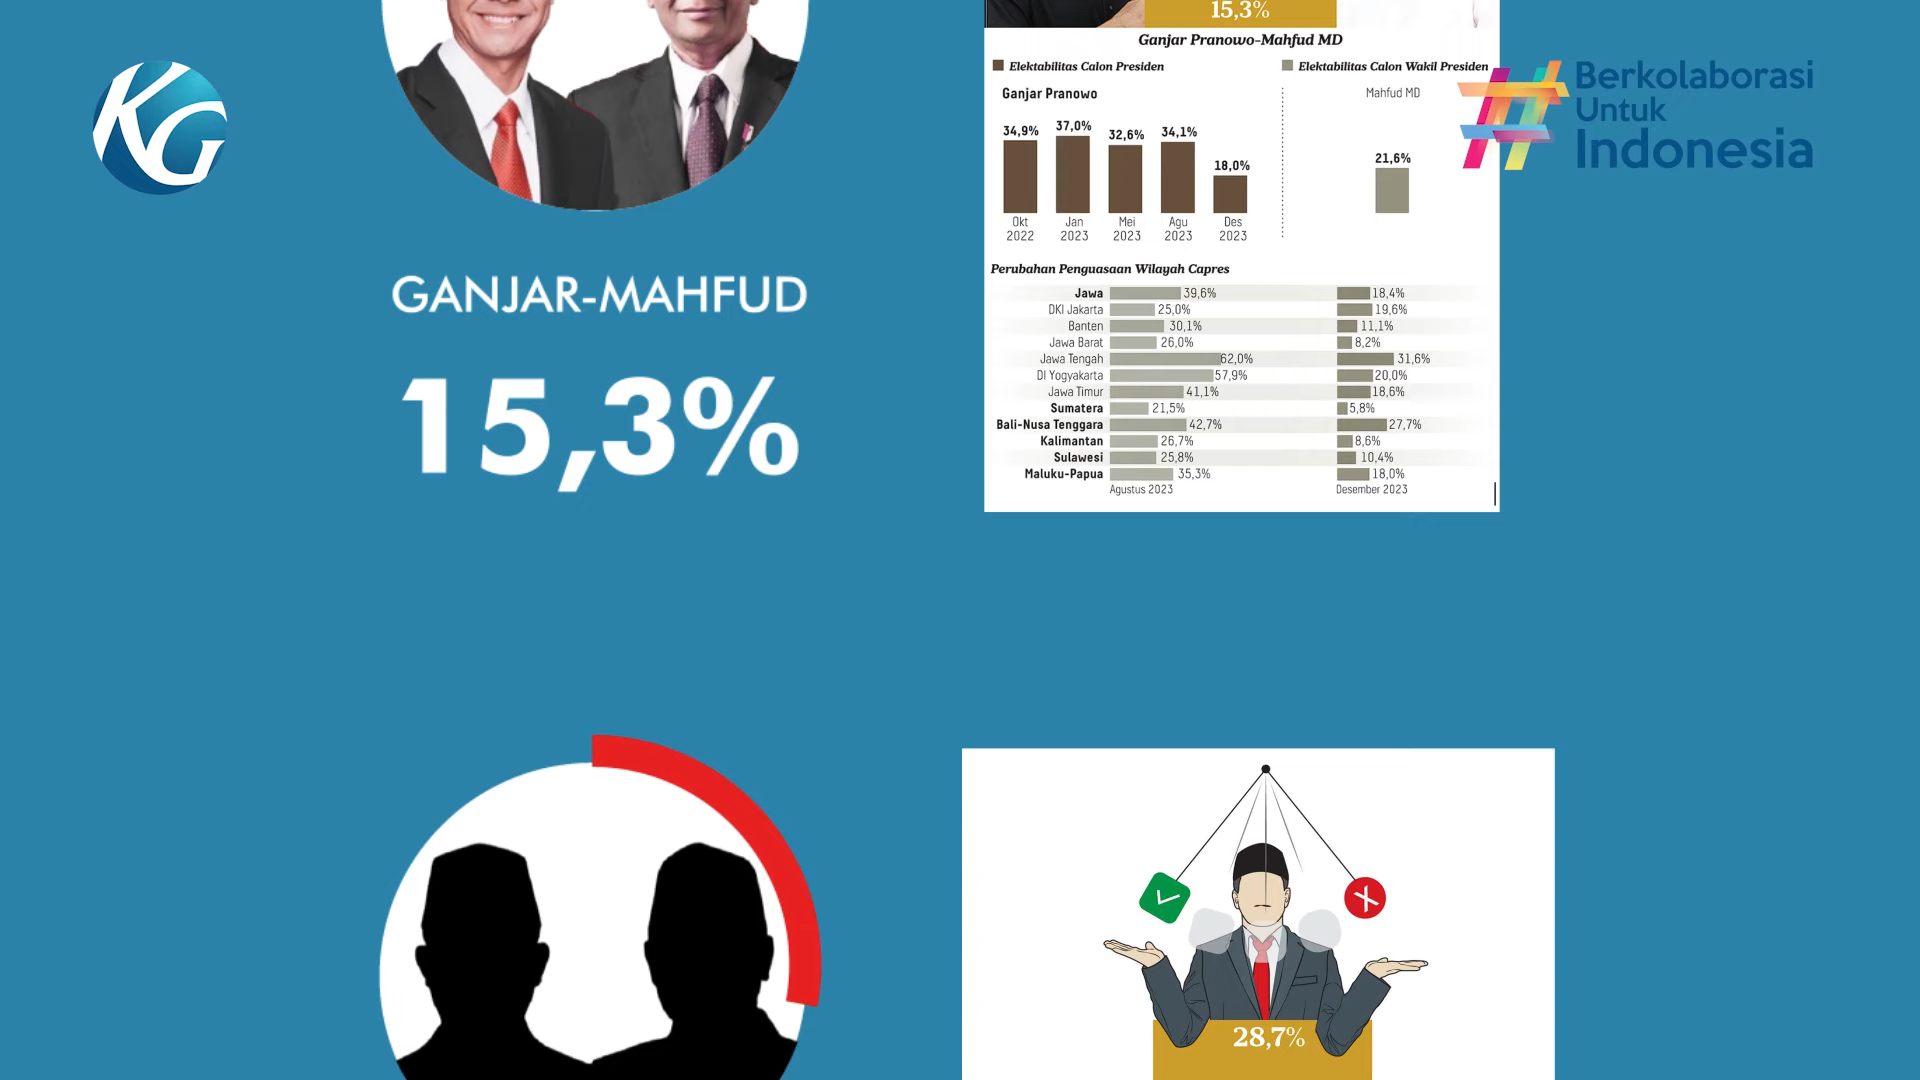 KG
GANJAR-MAHFUD
15,3%
15,3%
Ganjar Pranowo-Mahfud MD
Elektabilitas Calon Presiden
Elektabilitas Calon Wakil Presiden
Ganjar Pranowo
Mahfud MD
34,9% 37,0% 32,6% 34,1% 18,0%
21,6%
Okt Jan Mei Agu Des
2022 2023 2023 2023 2023
Perubahan Penguasaan Wilayah Capres
Jawa 39,6% 18,4%
DKI Jakarta 25,0% 19,6%
Banten 30,1% 11,1%
Jawa Barat 26,0% 8,2%
Jawa Tengah 62,0% 31,6%
DI Yogyakarta 57,9% 20,0%
Jawa Timur 41,1% 18,6%
Sumatera 21,5% 5,8%
Bali-Nusa Tenggara 42,7% 27,7%
Kalimantan 26,7% 8,6%
Sulawesi 25,8% 10,4%
Maluku-Papua 35,3% 18,0%
Agustus 2023 Desember 2023
#Berkolaborasi
Untuk
Indonesia
28,7%